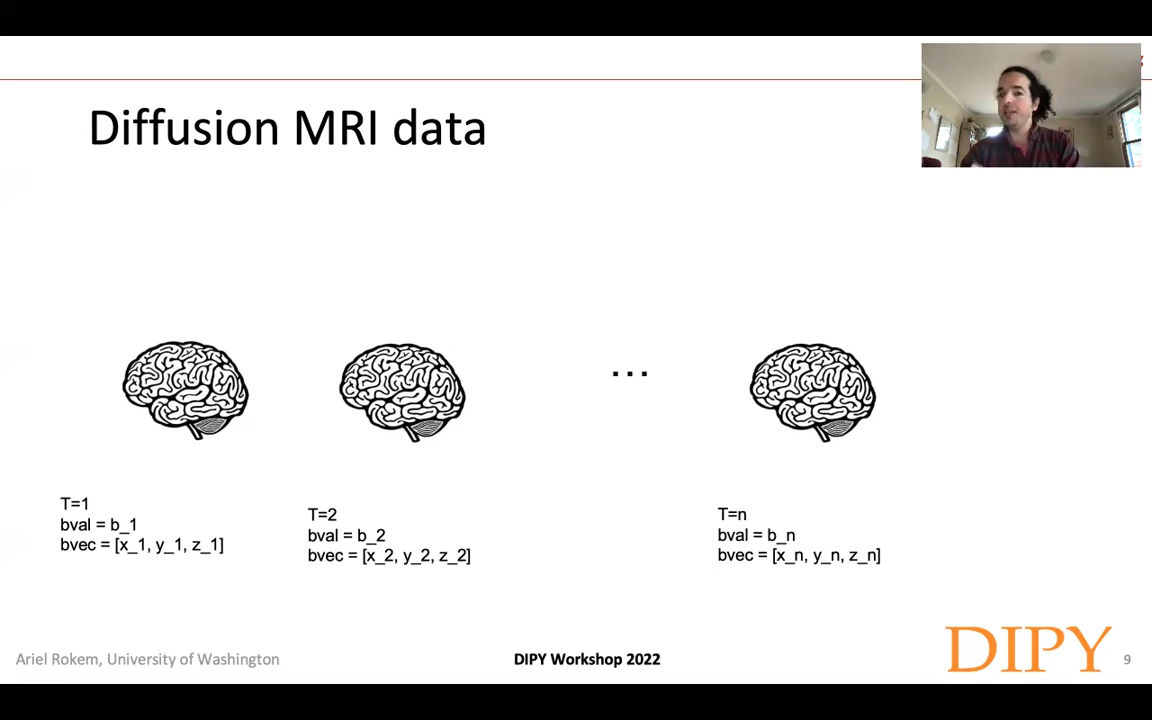 Diffusion MRI data
...
T=1
bval = b_1
bvec = [x_1, y_1, z_1]
T=2
bval = b_2
bvec = [x_2, y_2, z_2]
T=n
bval = b_n
bvec = [x_n, y_n, z_n]
Ariel Rokem, University of Washington
DIPY Workshop 2022
DIPY
9